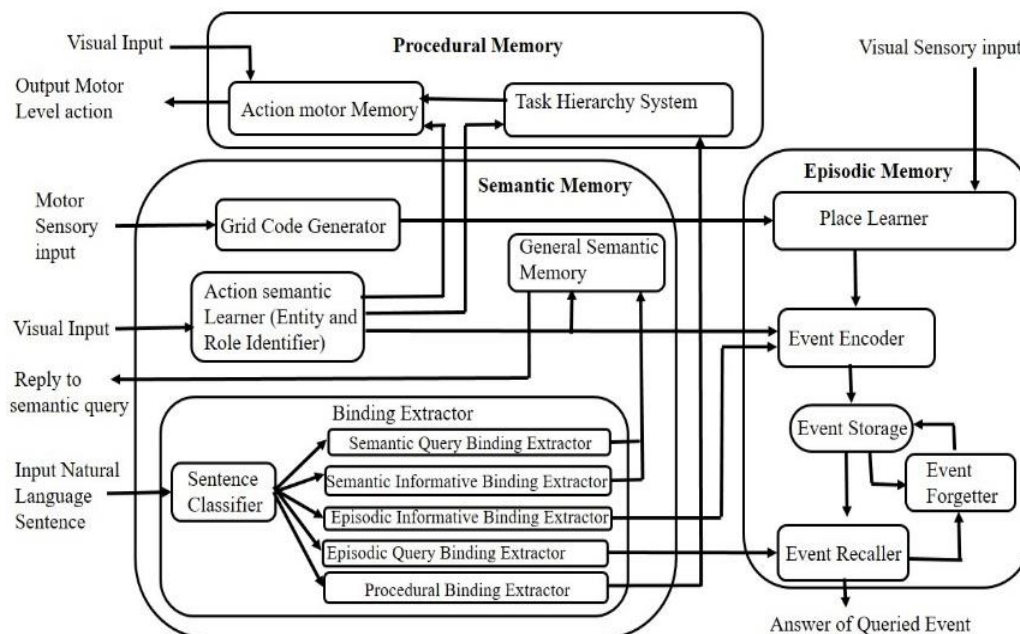 Visual Input
Procedural Memory
Visual Sensory input
Output Motor
Level action
Action motor Memory
Task Hierarchy System
Semantic Memory
Episodic Memory
Motor
Sensory
input
Grid Code Generator
Place Learner
General Semantic
Memory
Action semantic
Learner (Entity and
Role Identifier)
Visual Input
Event Encoder
Reply to
semantic query
Binding Extractor
Semantic Query Binding Extractor
Event Storage
Input Natural
Language
Sentence
Sentence
Classifier
Semantic Informative Binding Extractor
Event
Forgetter
Episodic Informative Binding Extractor
Episodic Query Binding Extractor
Event Recaller
Procedural Binding Extractor
Answer of Queried Event